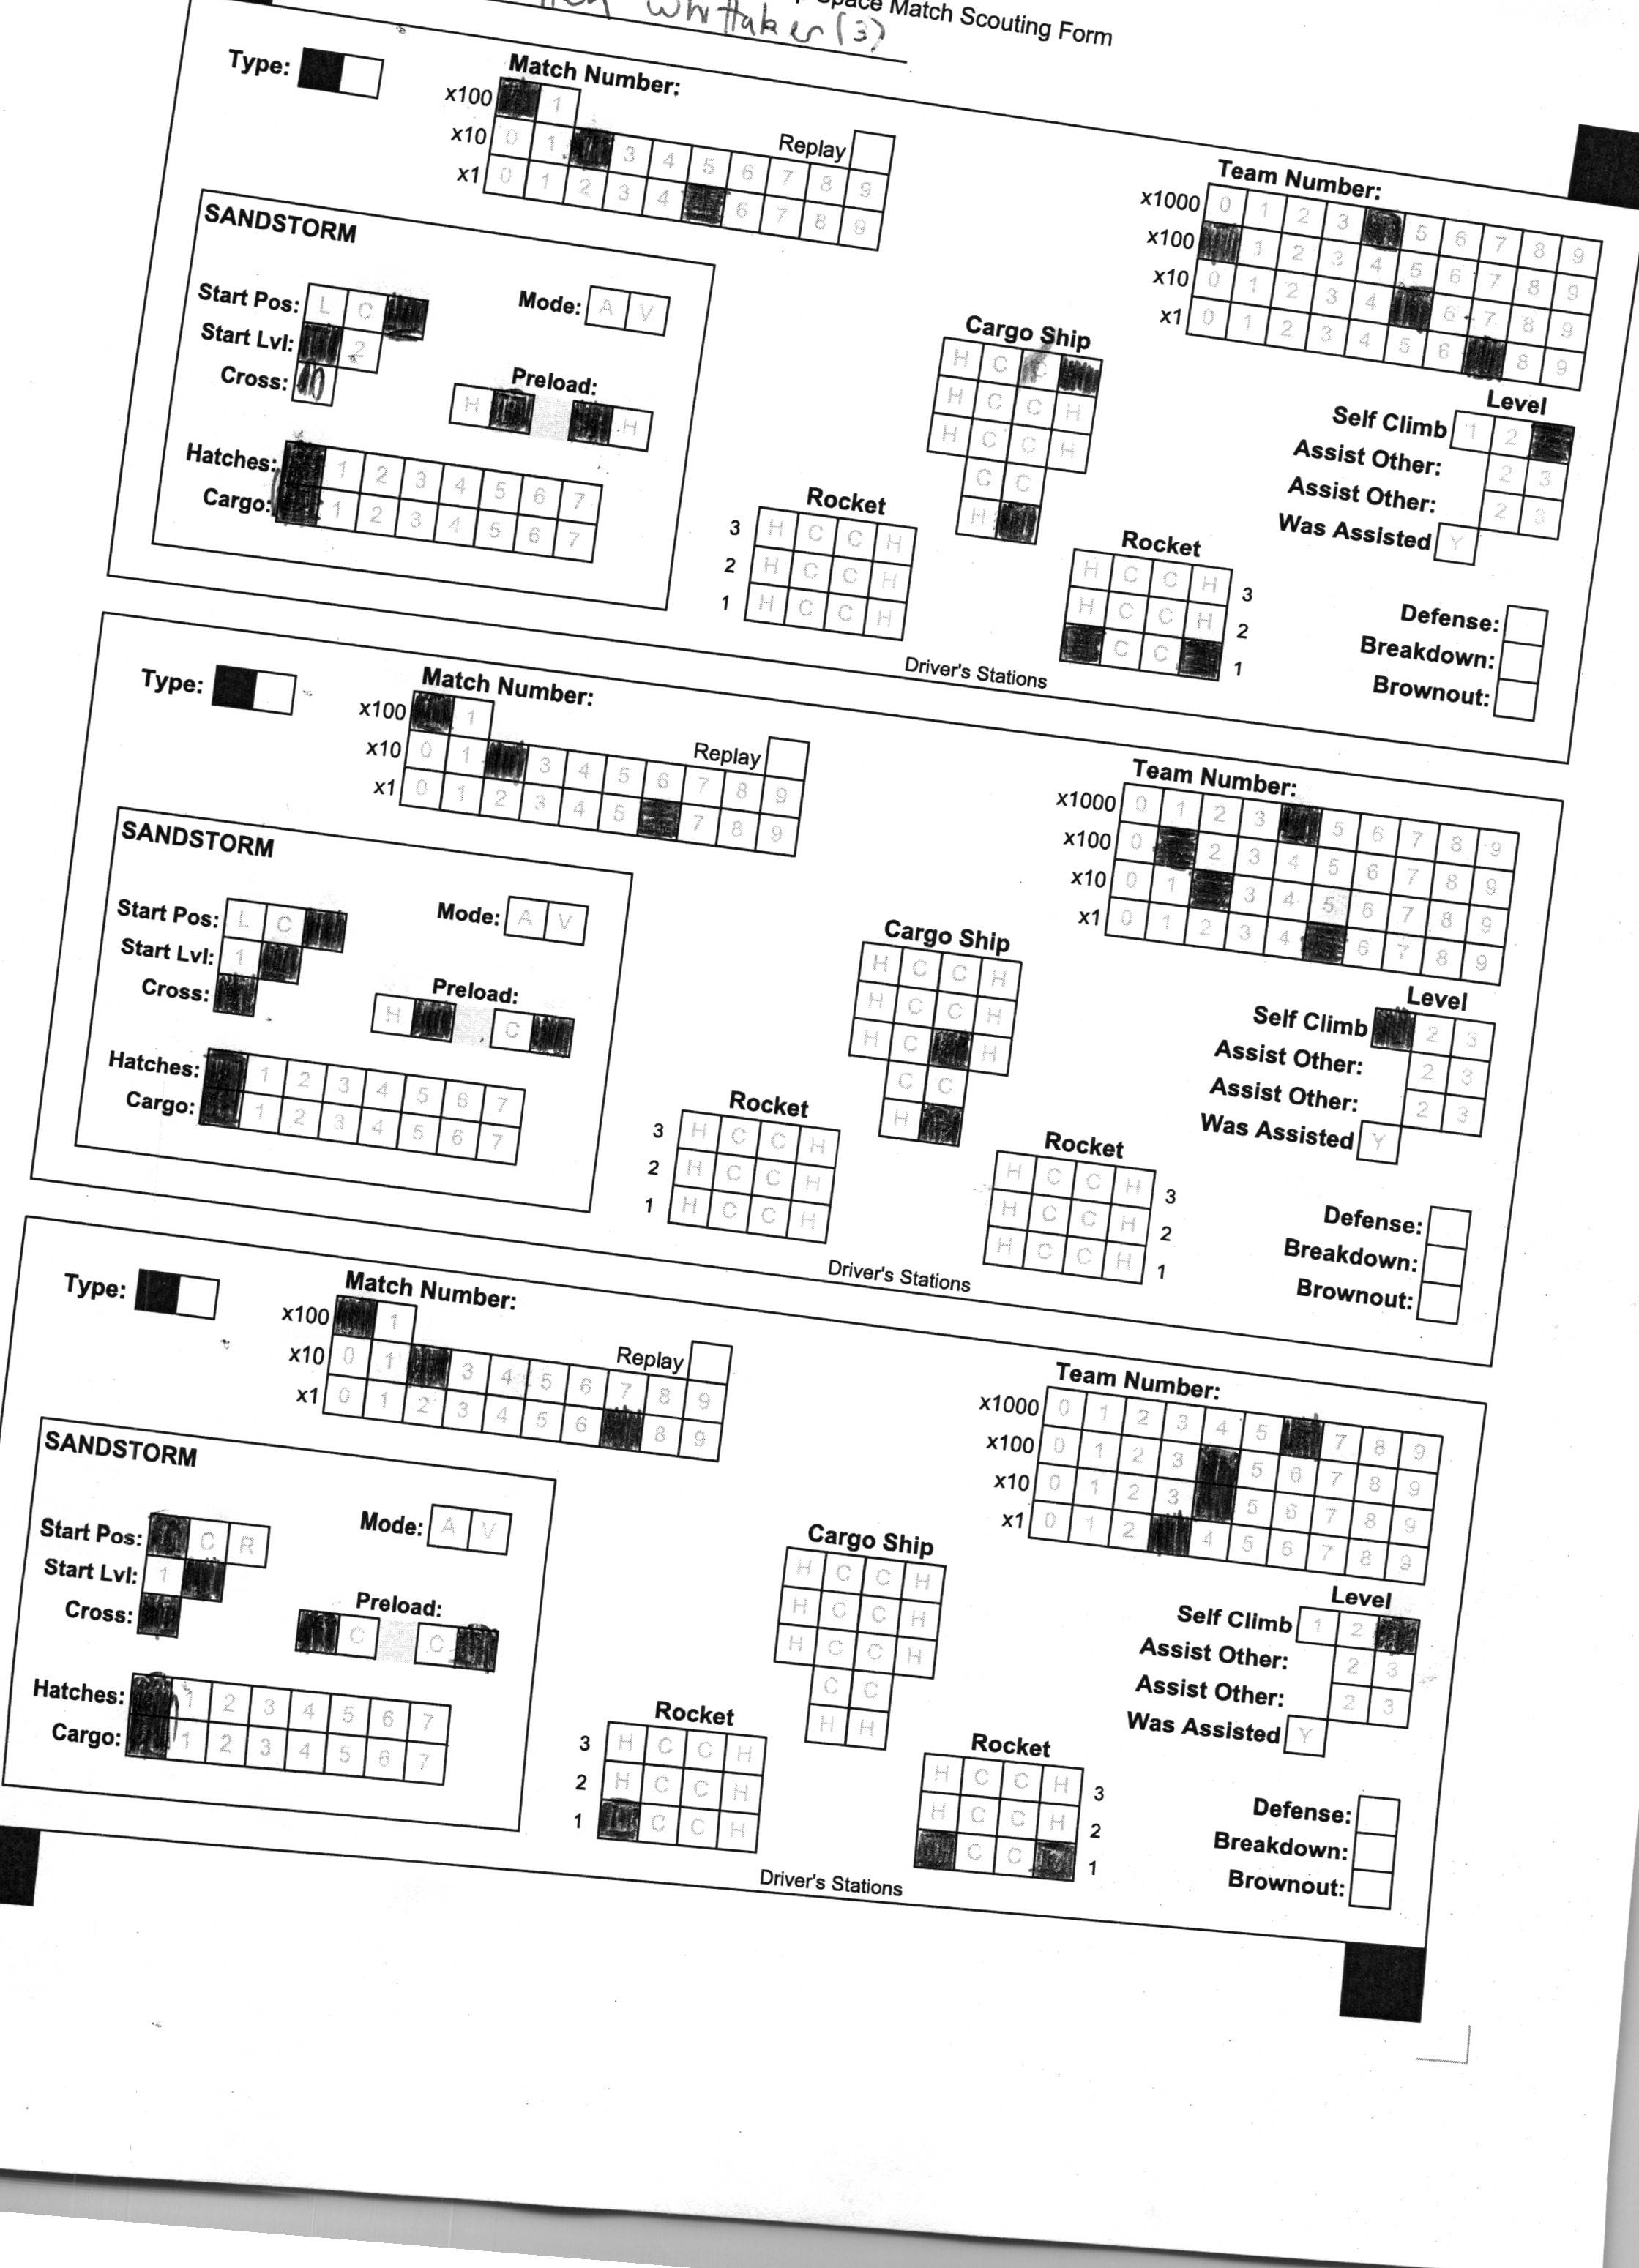 Space Match Scouting Form
Whittaker (3)
Type:
Match Number:
x100 1
x10 0 1 3 4 5 6 7 8 9
x1 0 1 2 3 4 6 7 8 9
Replay
Team Number:
x1000 0 1 2 3 5 6 7 8 9
x100 1 2 3 4 5 6 7 8 9
x10 0 1 2 3 4 6 7 8 9
x1 0 1 2 3 4 5 6 8 9
SANDSTORM
Start Pos: L C
Mode: A V
Start Lvl: 2
Cross:
Preload:
H H
Hatches: 1 2 3 4 5 6 7
Cargo: 1 2 3 4 5 6 7
Cargo Ship
H C C
H C C H
H C C H
C C
H
Rocket
3 H C C H
2 H C C H
1 H C C H
Rocket
H C C H 3
H C C H 2
C C 1
Driver's Stations
Level
Self Climb 1 2
Assist Other: 2 3
Assist Other: 2 3
Was Assisted Y
Defense:
Breakdown:
Brownout:
Type:
Match Number:
x100 1
x10 0 1 3 4 5 6 7 8 9
x1 0 1 2 3 4 5 7 8 9
Replay
Team Number:
x1000 0 1 2 3 5 6 7 8 9
x100 0 2 3 4 5 6 7 8 9
x10 0 1 3 4 5 6 7 8 9
x1 0 1 2 3 4 6 7 8 9
SANDSTORM
Start Pos: L C
Mode: A V
Start Lvl: 1
Cross:
Preload:
H C
Hatches: 1 2 3 4 5 6 7
Cargo: 1 2 3 4 5 6 7
Cargo Ship
H C C H
H C C H
H C H
C C
H
Rocket
3 H C C H
2 H C C H
1 H C C H
Rocket
H C C H 3
H C C H 2
H C C H 1
Driver's Stations
Level
Self Climb 2 3
Assist Other: 2 3
Assist Other: 2 3
Was Assisted Y
Defense:
Breakdown:
Brownout:
Type:
Match Number:
x100 1
x10 0 1 3 4 5 6 7 8 9
x1 0 1 2 3 4 5 6 8 9
Replay
Team Number:
x1000 0 1 2 3 4 5 7 8 9
x100 0 1 2 3 5 6 7 8 9
x10 0 1 2 3 5 6 7 8 9
x1 0 1 2 4 5 6 7 8 9
SANDSTORM
Start Pos: C R
Mode: A V
Start Lvl: 1
Cross:
Preload:
C C
Hatches: 1 2 3 4 5 6 7
Cargo: 1 2 3 4 5 6 7
Cargo Ship
H C C H
H C C H
H C C H
C C
H H
Rocket
3 H C C H
2 H C C H
1 C C H
Rocket
H C C H 3
H C C H 2
C C 1
Driver's Stations
Level
Self Climb 1 2
Assist Other: 2 3
Assist Other: 2 3
Was Assisted Y
Defense:
Breakdown:
Brownout: